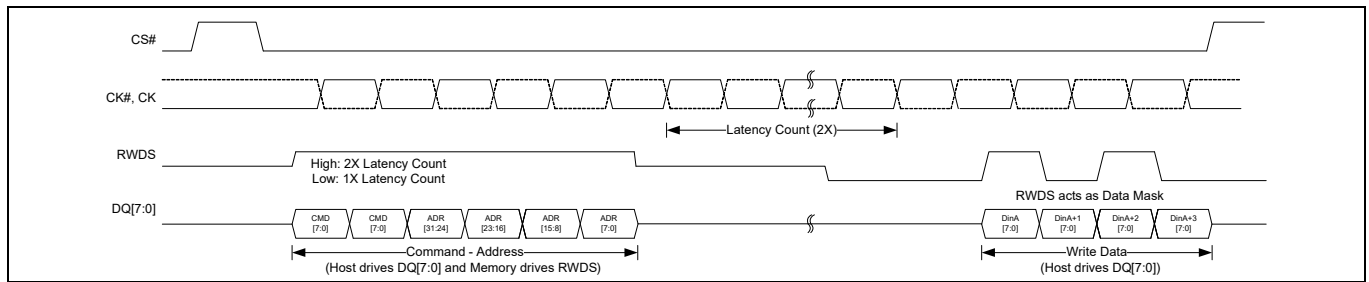 CS#
CK#, CK
Latency Count (2X)
RWDS
High: 2X Latency Count
Low: 1X Latency Count
RWDS acts as Data Mask
DQ[7:0]
CMD
[7:0]
CMD
[7:0]
ADR
[31:24]
ADR
[23:16]
ADR
[15:8]
ADR
[7:0]
DinA
[7:0]
DinA+1
[7:0]
DinA+2
[7:0]
DinA+3
[7:0]
Command - Address
(Host drives DQ[7:0] and Memory drives RWDS)
Write Data
(Host drives DQ[7:0])